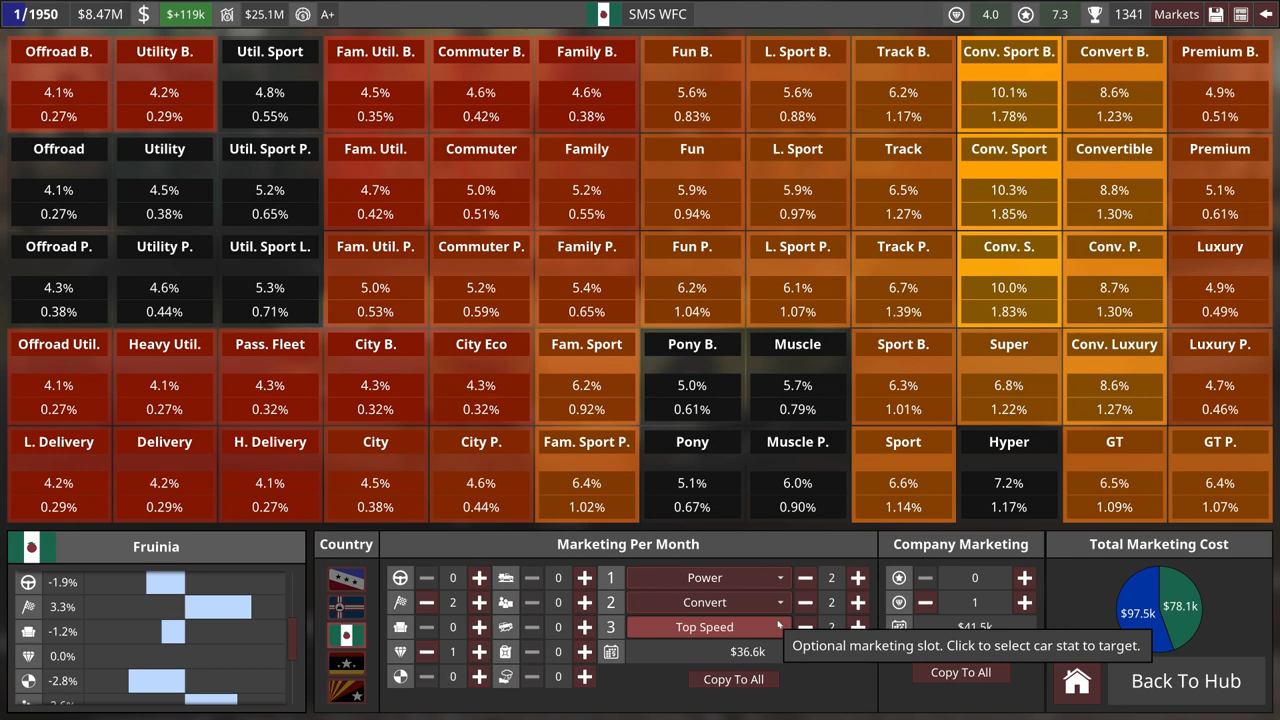 1/1950 $8.47M $ $+119k $25.1M A+ SMS WFC 4.0 7.3 1341 Markets
Offroad B. Utility B. Util. Sport Fam. Util. B. Commuter B. Family B. Fun B. L. Sport B. Track B. Conv. Sport B. Convert B. Premium B.
4.1% 4.2% 4.8% 4.5% 4.6% 4.6% 5.6% 5.6% 6.2% 10.1% 8.6% 4.9%
0.27% 0.29% 0.55% 0.35% 0.42% 0.38% 0.83% 0.88% 1.17% 1.78% 1.23% 0.51%
Offroad Utility Util. Sport P. Fam. Util. Commuter Family Fun L. Sport Track Conv. Sport Convertible Premium
4.1% 4.5% 5.2% 4.7% 5.0% 5.2% 5.9% 5.9% 6.5% 10.3% 8.8% 5.1%
0.27% 0.38% 0.65% 0.42% 0.51% 0.55% 0.94% 0.97% 1.27% 1.85% 1.30% 0.61%
Offroad P. Utility P. Util. Sport L. Fam. Util. P. Commuter P. Family P. Fun P. L. Sport P. Track P. Conv. S. Conv. P. Luxury
4.3% 4.6% 5.3% 5.0% 5.2% 5.4% 6.2% 6.1% 6.7% 10.0% 8.7% 4.9%
0.38% 0.44% 0.71% 0.53% 0.59% 0.65% 1.04% 1.07% 1.39% 1.83% 1.30% 0.49%
Offroad Util. Heavy Util. Pass. Fleet City B. City Eco Fam. Sport Pony B. Muscle Sport B. Super Conv. Luxury Luxury P.
4.1% 4.1% 4.3% 4.3% 4.3% 6.2% 5.0% 5.7% 6.3% 6.8% 8.6% 4.7%
0.27% 0.27% 0.32% 0.32% 0.32% 0.92% 0.61% 0.79% 1.01% 1.22% 1.27% 0.46%
L. Delivery Delivery H. Delivery City City P. Fam. Sport P. Pony Muscle P. Sport Hyper GT GT P.
4.2% 4.2% 4.1% 4.5% 4.6% 6.4% 5.1% 6.0% 6.6% 7.2% 6.5% 6.4%
0.29% 0.29% 0.27% 0.38% 0.44% 1.02% 0.67% 0.90% 1.14% 1.17% 1.09% 1.07%
Fruinia Country Marketing Per Month Company Marketing Total Marketing Cost
-1.9% 0 0 1 Power 2 0
3.3% 2 0 2 Convert 2 1 $97.5k $78.1k
-1.2% 0 0 3 Top Speed
0.0% 1 0 $36.6k Optional marketing slot. Click to select car stat to target.
-2.8% 0 0 Copy To All Copy To All Back To Hub